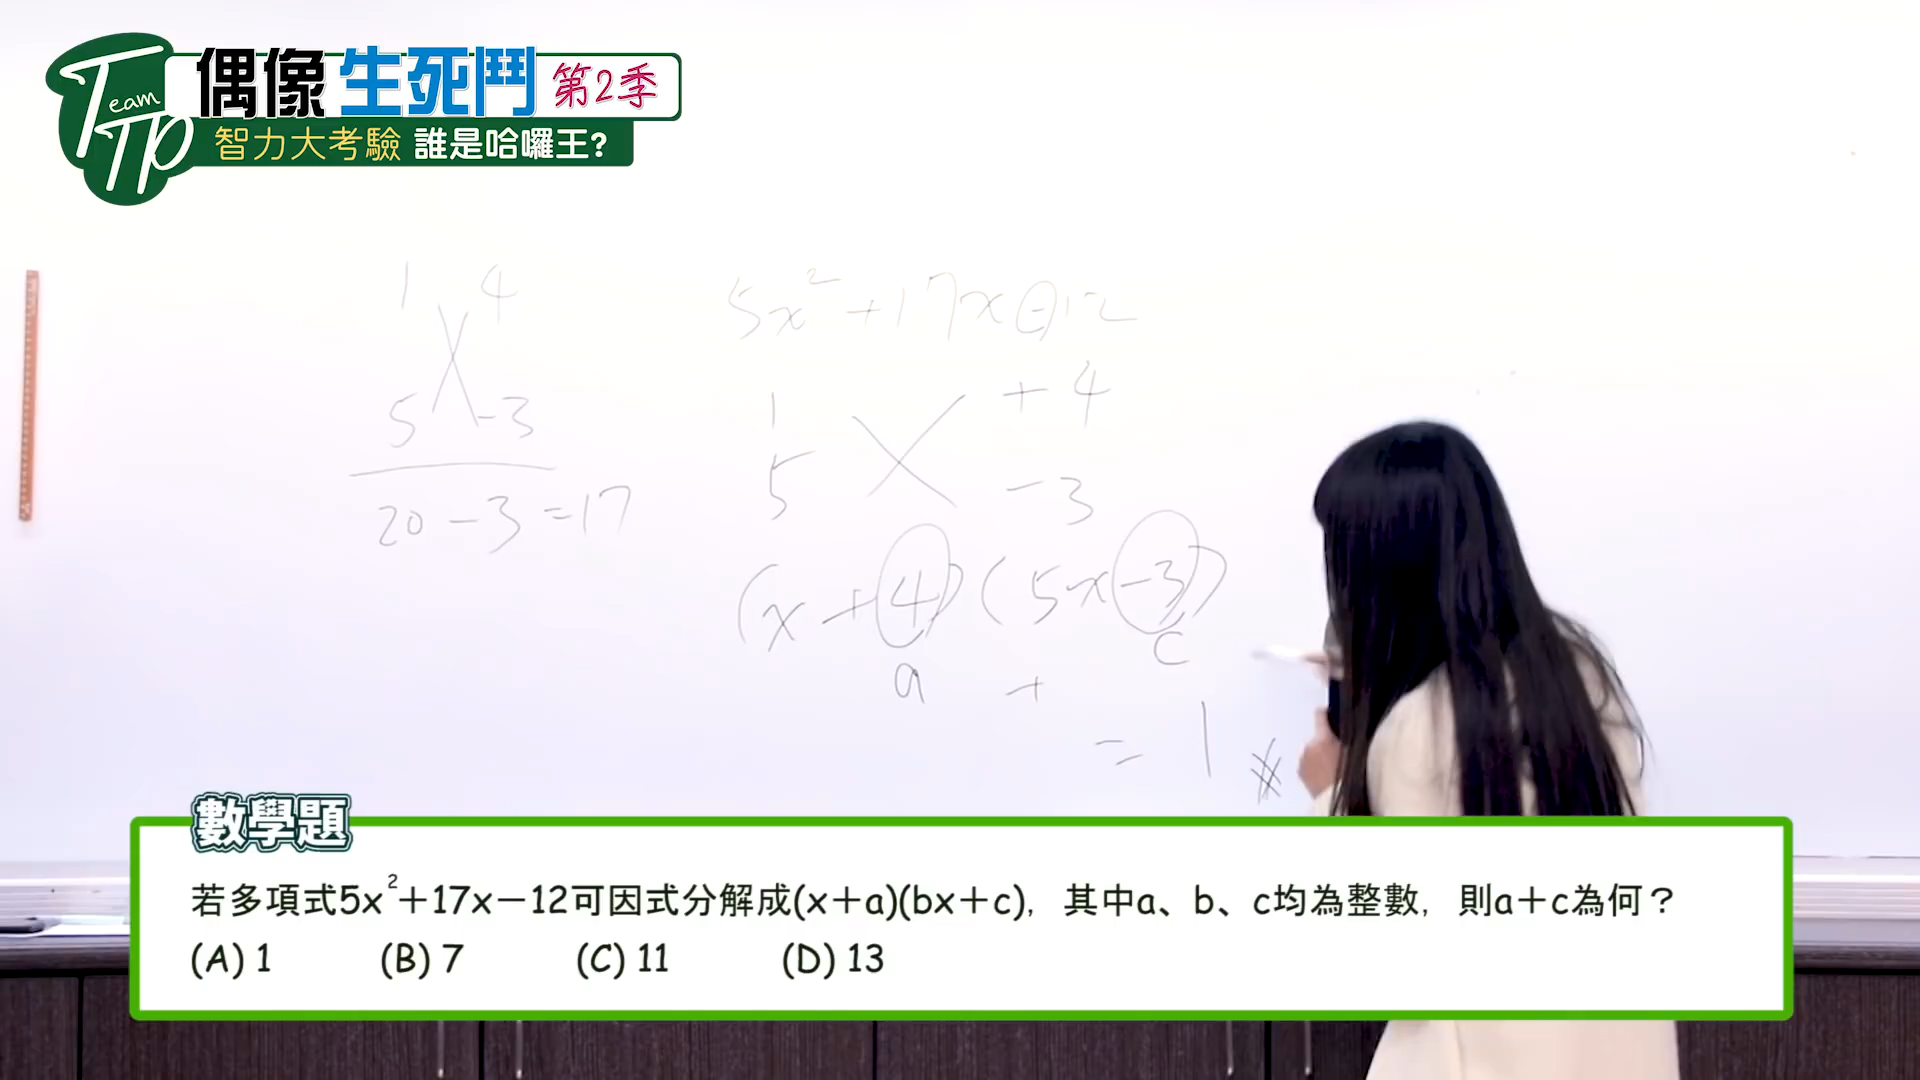 Team TTP
偶像生死鬥 第2季
智力大考驗 誰是哈囉王?
1 4
5 -3
20-3=17
5x²+17x-12
1 +4
5 -3
(x+4)(5x-3)
a + c
= 1
數學題
若多項式5x²+17x-12可因式分解成(x+a)(bx+c), 其中a、b、c均為整數, 則a+c為何?
(A) 1 (B) 7 (C) 11 (D) 13